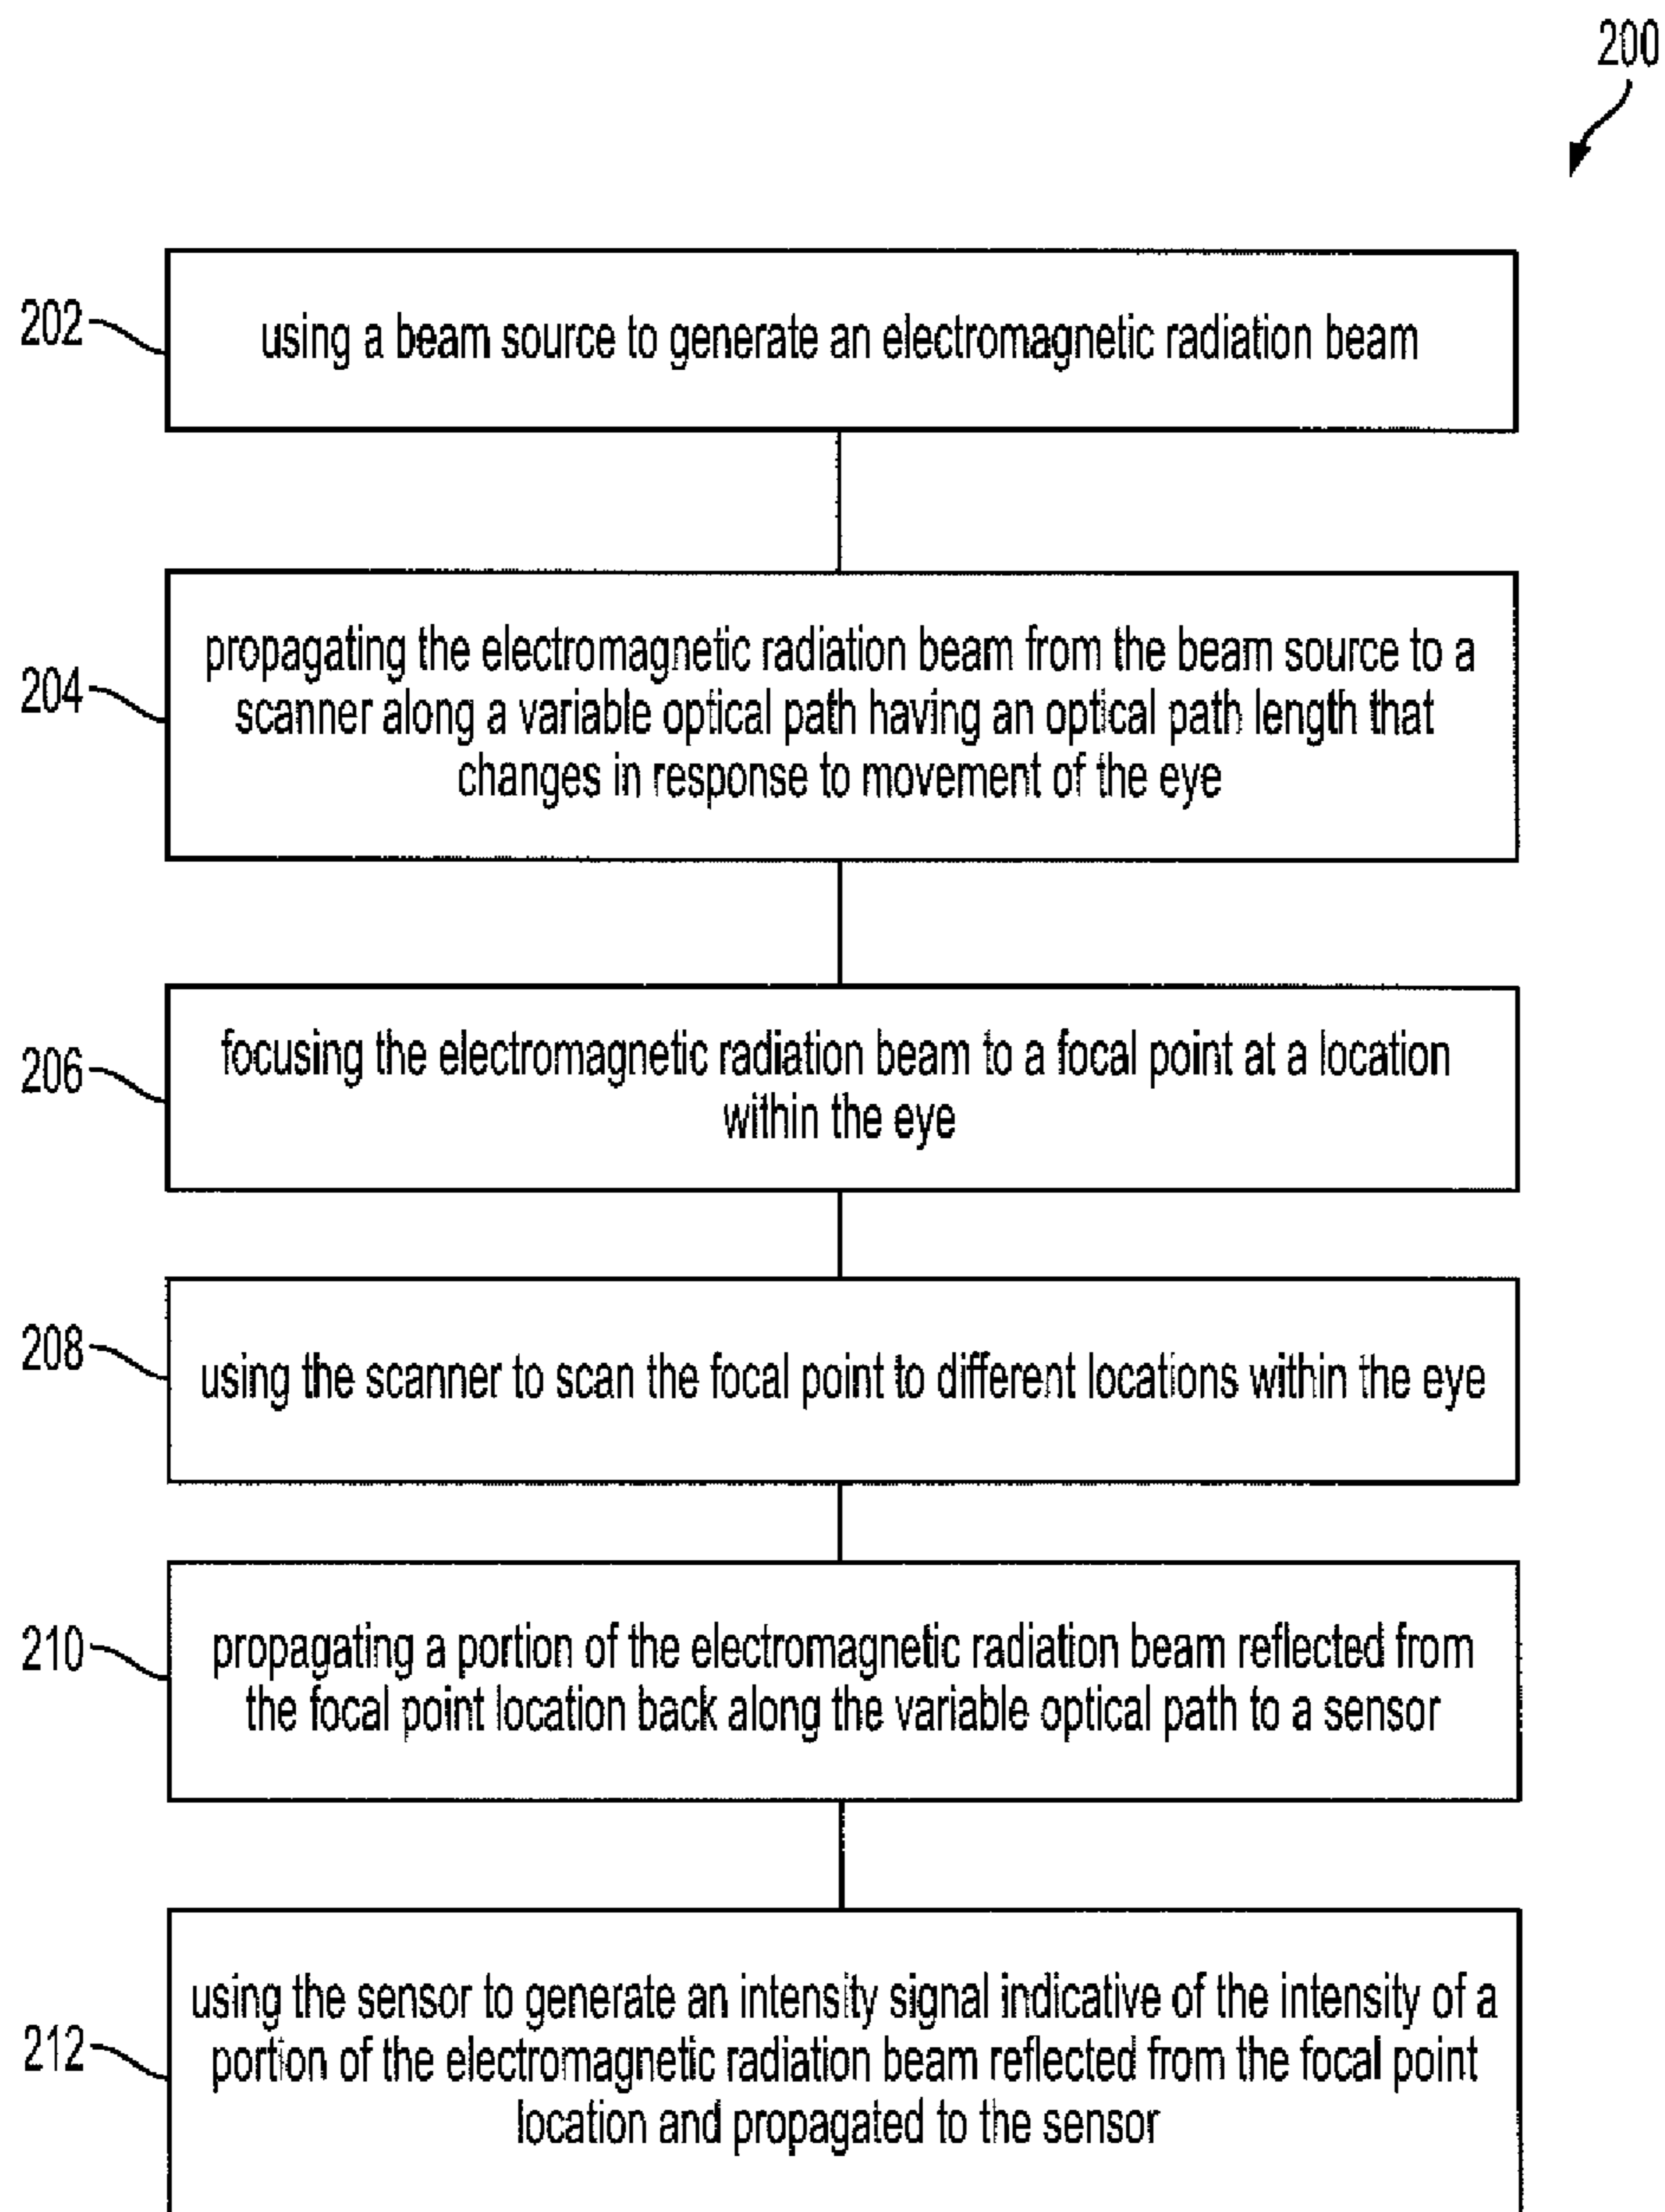 200
202
using a beam source to generate an electromagnetic radiation beam
204
propagating the electromagnetic radiation beam from the beam source to a
scanner along a variable optical path having an optical path length that
changes in response to movement of the eye
206
focusing the electromagnetic radiation beam to a focal point at a location
within the eye
208
using the scanner to scan the focal point to different locations within the eye
210
propagating a portion of the electromagnetic radiation beam reflected from
the focal point location back along the variable optical path to a sensor
212
using the sensor to generate an intensity signal indicative of the intensity of a
portion of the electromagnetic radiation beam reflected from the focal point
location and propagated to the sensor